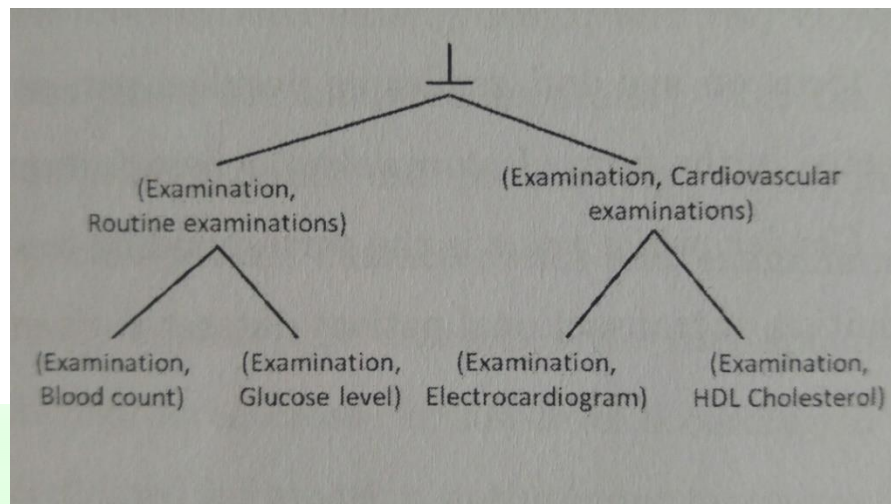 (Examination,
Routine examinations)
(Examination, Cardiovascular
examinations)
(Examination,
Blood count)
(Examination,
Glucose level)
(Examination,
Electrocardiogram)
(Examination,
HDL Cholesterol)